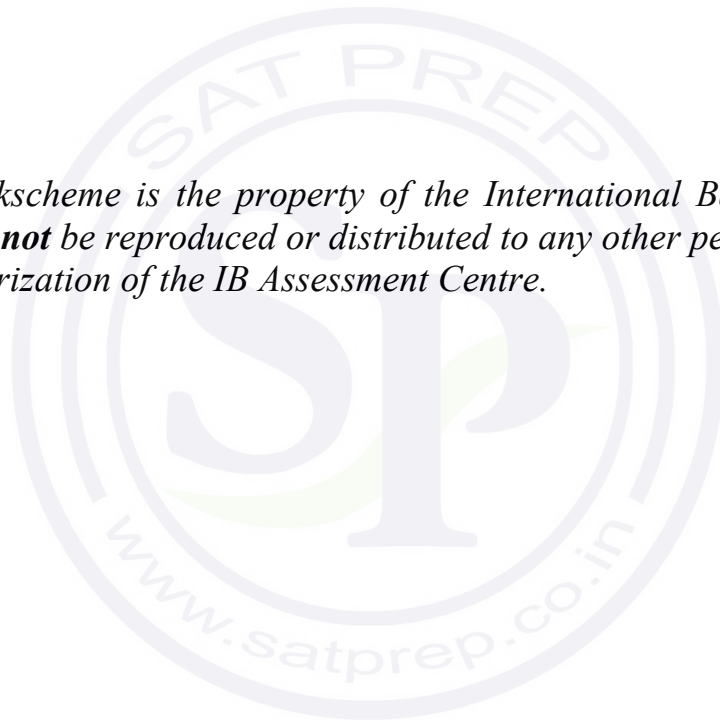 SAT PREP
kscheme is the property of the International B
not be reproduced or distributed to any other pe
rization of the IB Assessment Centre.
SP
www.satprep.co.in